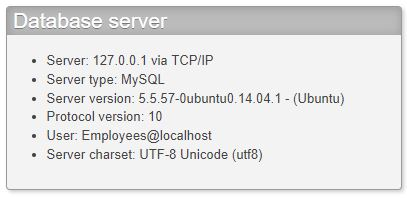 Database server
Server: 127.0.0.1 via TCP/IP
Server type: MySQL
Server version: 5.5.57-0ubuntu0.14.04.1 - (Ubuntu)
Protocol version: 10
User: Employees@localhost
Server charset: UTF-8 Unicode (utf8)